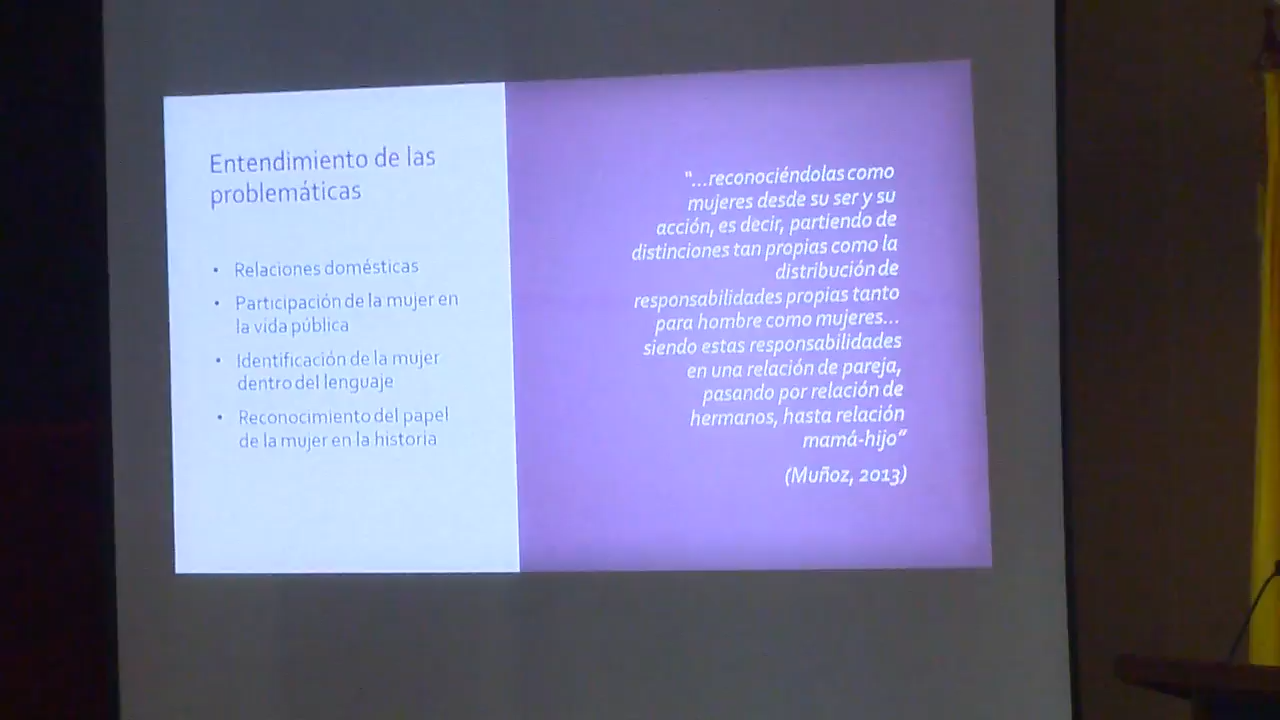 Entendimiento de las
problemáticas
• Relaciones domésticas
• Participación de la mujer en
la vida pública
• Identificación de la mujer
dentro del lenguaje
• Reconocimiento del papel
de la mujer en la historia
"...reconociéndolas como
mujeres desde su ser y su
acción, es decir, partiendo de
distinciones tan propias como la
distribución de
responsabilidades propias tanto
para hombre como mujeres...
siendo estas responsabilidades
en una relación de pareja,
pasando por relación de
hermanos, hasta relación
mamá-hijo"
(Muñoz, 2013)